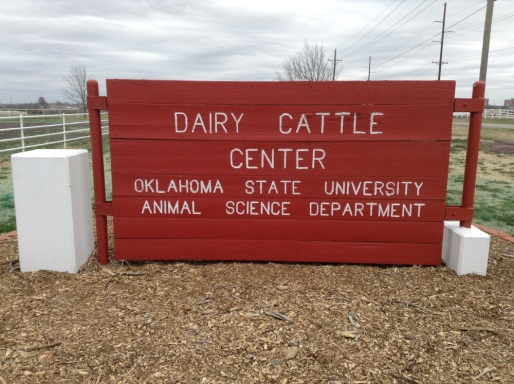 DAIRY CATTLE
CENTER
OKLAHOMA STATE UNIVERSITY
ANIMAL SCIENCE DEPARTMENT